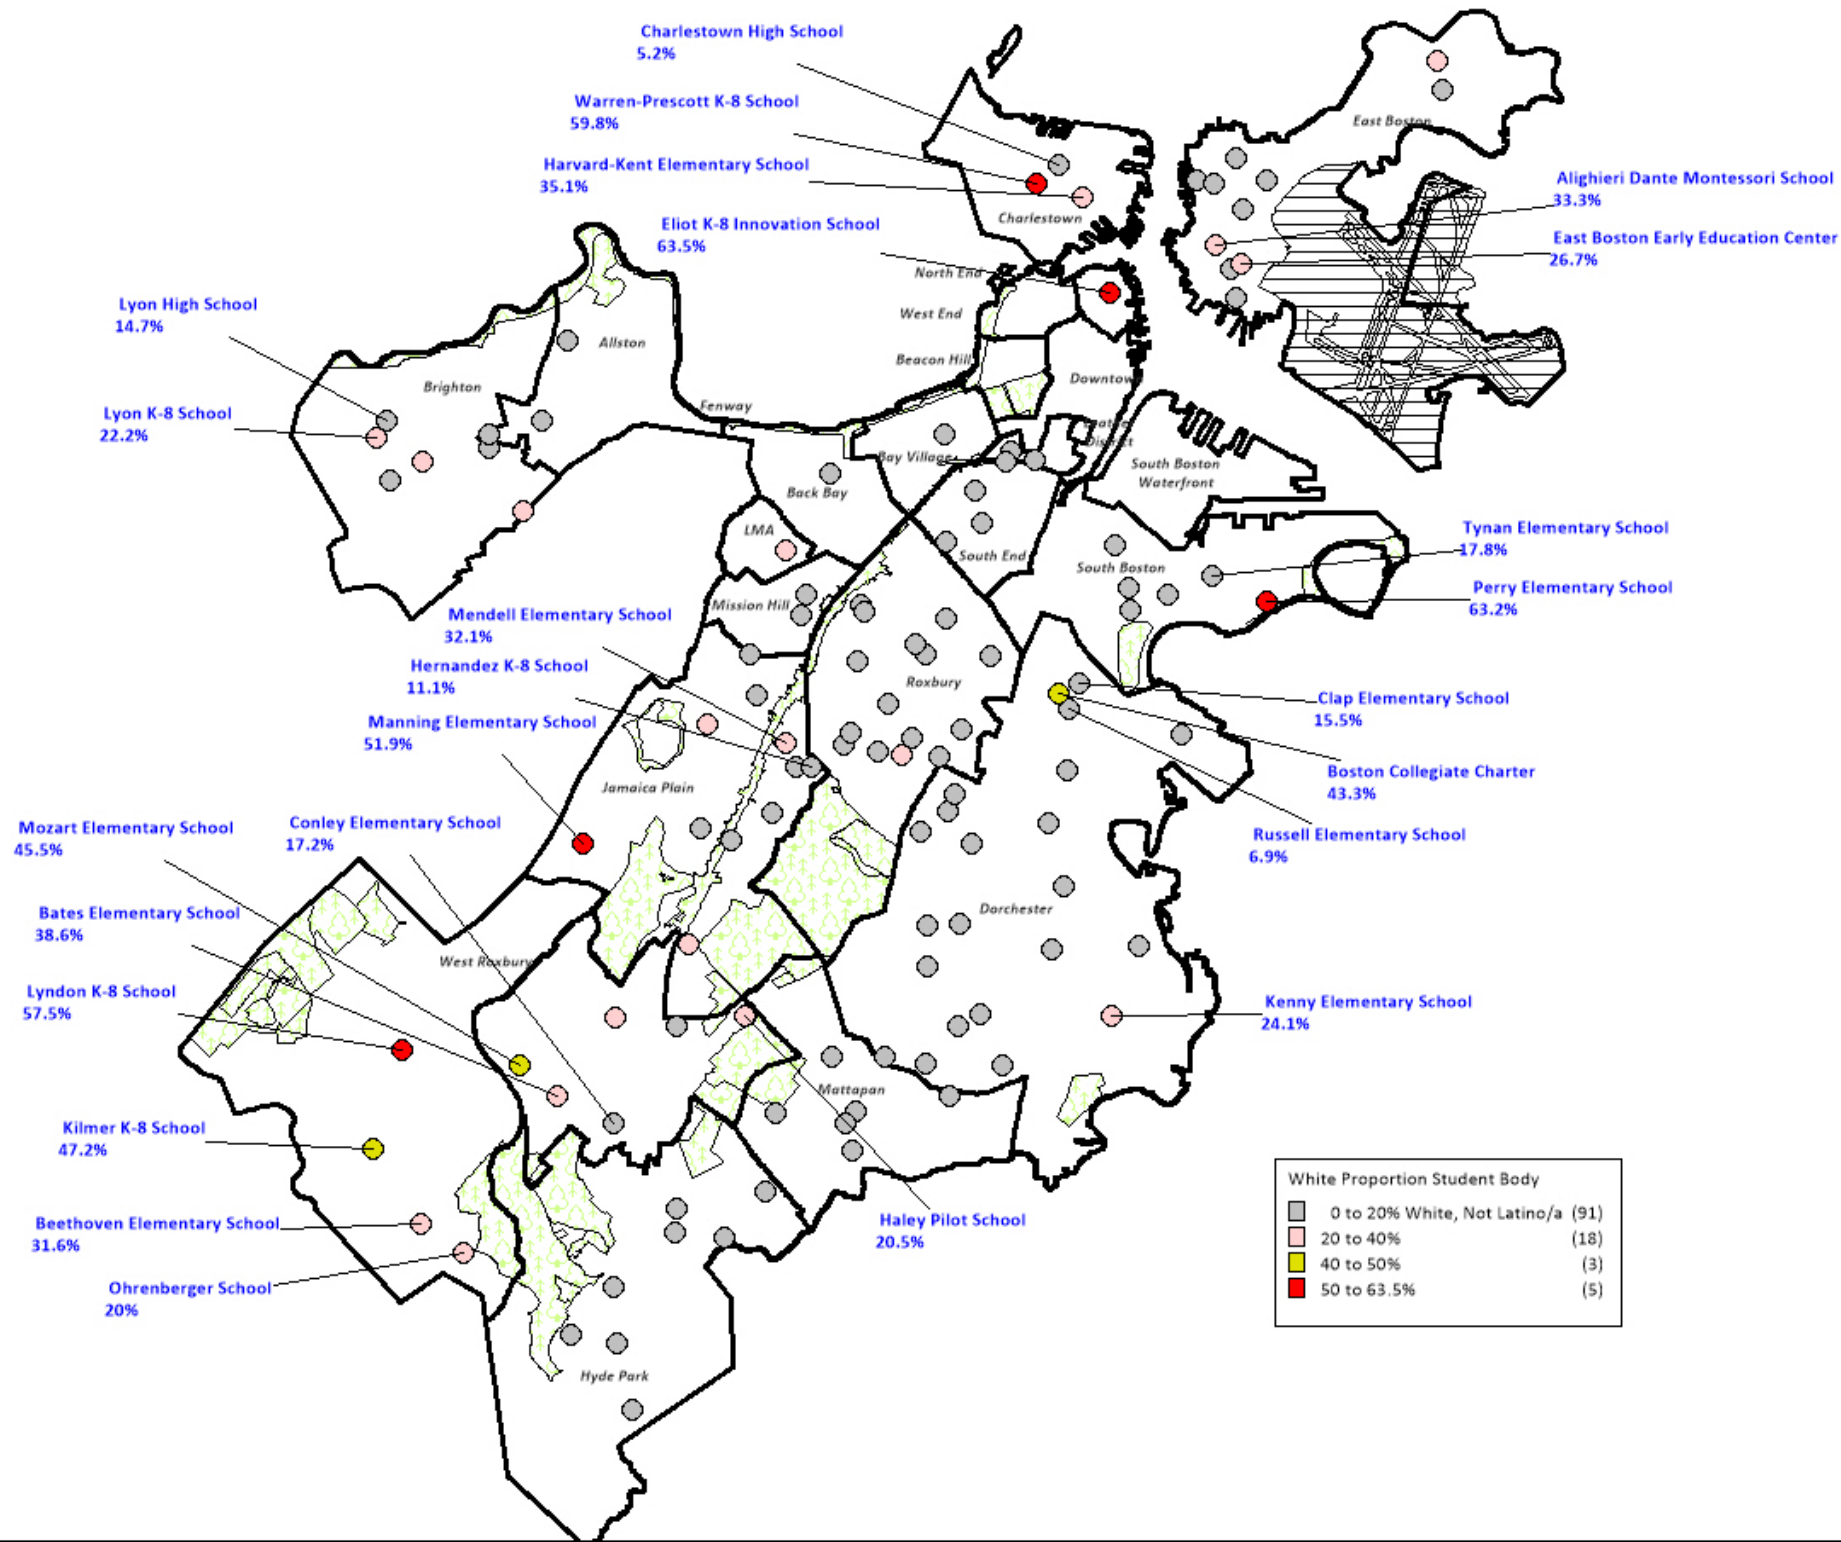 Charlestown High School
5.2%
Warren-Prescott K-8 School
59.8%
Harvard-Kent Elementary School
35.1%
Eliot K-8 Innovation School
63.5%
East Boston
Alighieri Dante Montessori School
33.3%
East Boston Early Education Center
26.7%
Charlestown
North End
West End
Beacon Hill
Downtown
Lyon High School
14.7%
Allston
Brighton
Lyon K-8 School
22.2%
Fenway
Leather
District
Bay Village
Back Bay
South Boston
Waterfront
LMA
South End
South Boston
Tynan Elementary School
17.8%
Perry Elementary School
63.2%
Mission Hill
Mendell Elementary School
32.1%
Hernandez K-8 School
11.1%
Manning Elementary School
51.9%
Roxbury
Clap Elementary School
15.5%
Boston Collegiate Charter
43.3%
Russell Elementary School
6.9%
Jamaica Plain
Mozart Elementary School
45.5%
Conley Elementary School
17.2%
Bates Elementary School
38.6%
Dorchester
West Roxbury
Lyndon K-8 School
57.5%
Kenny Elementary School
24.1%
Mattapan
Kilmer K-8 School
47.2%
Beethoven Elementary School
31.6%
Haley Pilot School
20.5%
Ohrenberger School
20%
Hyde Park
White Proportion Student Body
0 to 20% White, Not Latino/a (91)
20 to 40% (18)
40 to 50% (3)
50 to 63.5% (5)